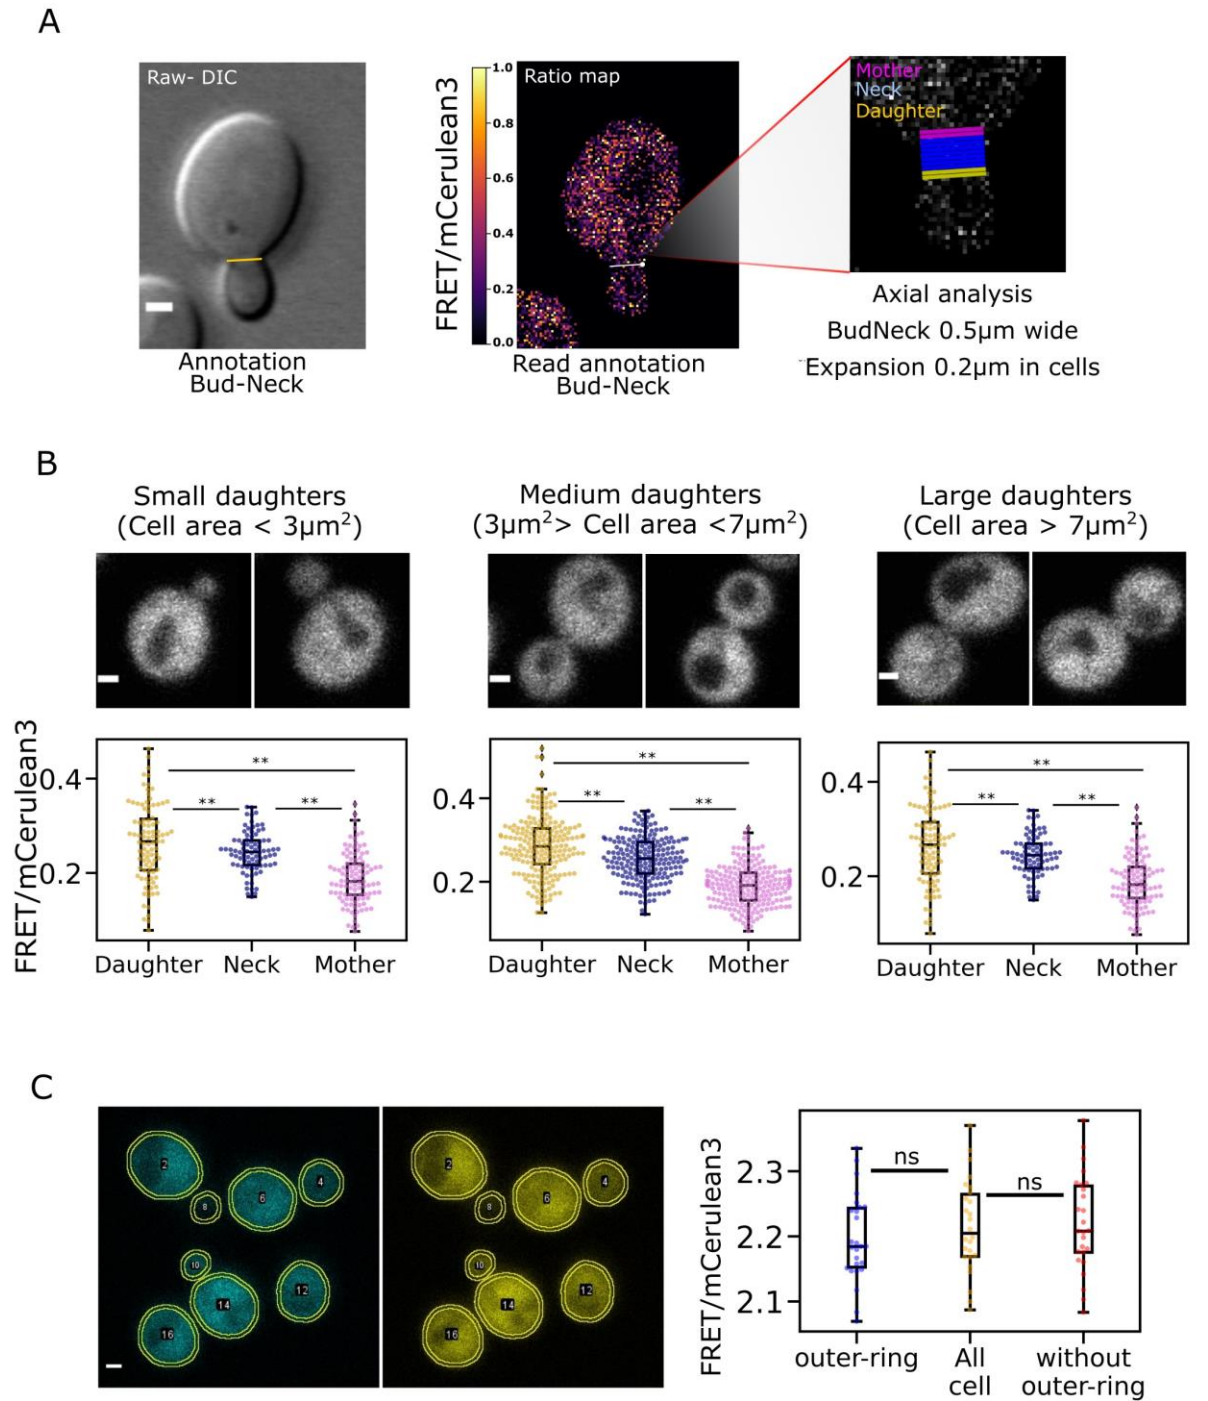 A
Raw- DIC
Annotation
Bud-Neck
FRET/mCerulean3
1.0
0.8
0.6
0.4
0.2
0.0
Ratio map
Read annotation
Bud-Neck
Mother
Neck
Daughter
Axial analysis
BudNeck 0.5µm wide
Expansion 0.2µm in cells
B
Small daughters
(Cell area < 3µm²)
Medium daughters
(3µm²> Cell area <7µm²)
Large daughters
(Cell area > 7µm²)
FRET/mCerulean3
0.4
0.2
**
**
**
Daughter Neck Mother
0.4
0.2
**
**
**
Daughter Neck Mother
0.4
0.2
**
**
**
Daughter Neck Mother
C
2
4
6
8
10
12
14
16
2
4
6
8
10
12
14
16
FRET/mCerulean3
2.3
2.2
2.1
ns
ns
outer-ring
All
cell
without
outer-ring